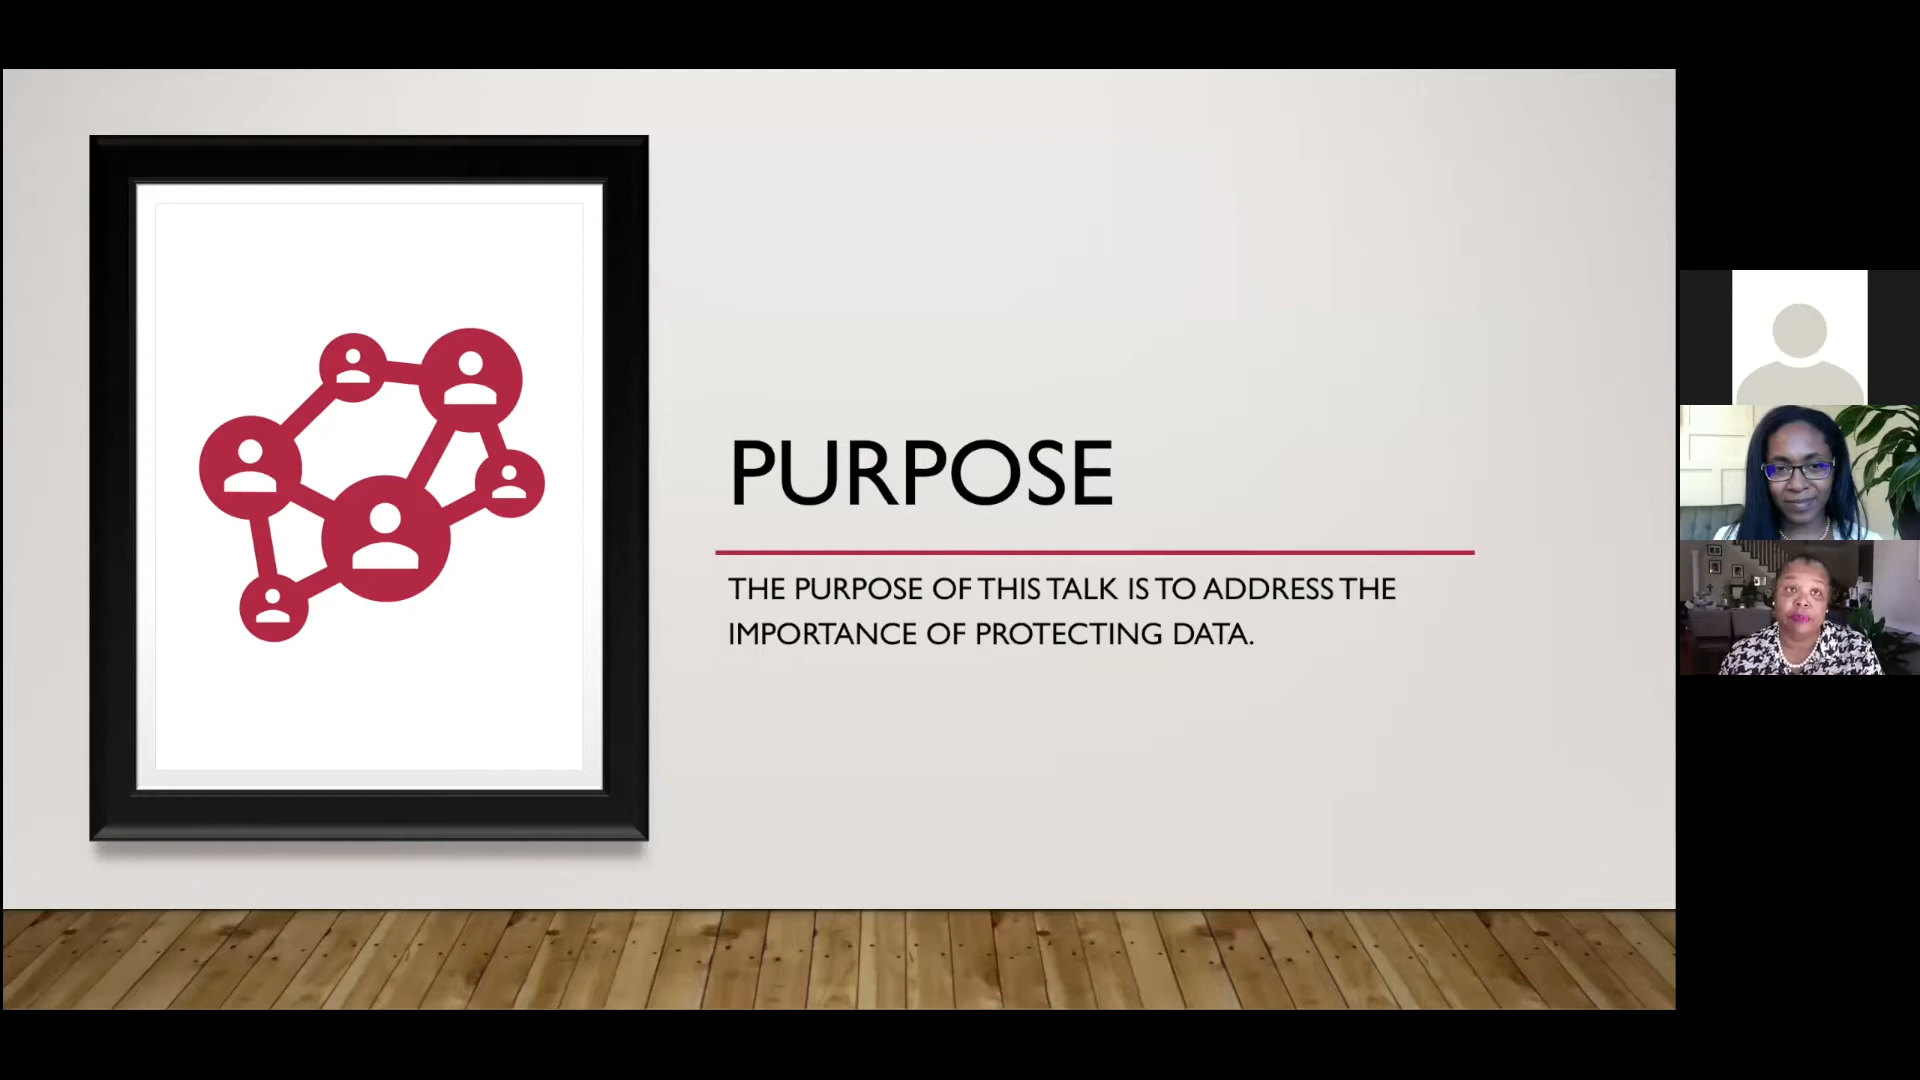 PURPOSE
THE PURPOSE OF THIS TALK IS TO ADDRESS THE
IMPORTANCE OF PROTECTING DATA.